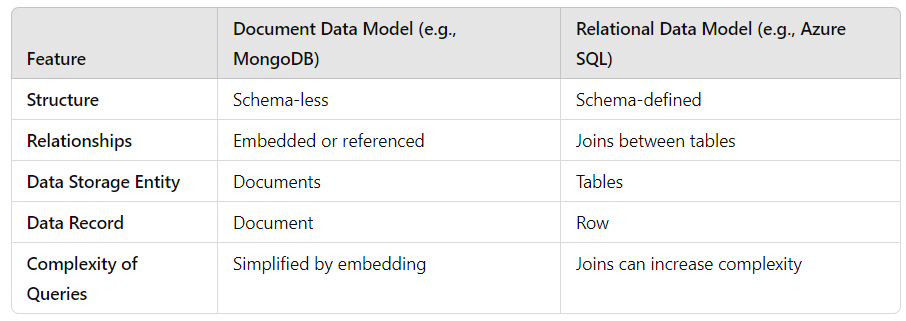 Feature
Document Data Model (e.g.,
MongoDB)
Relational Data Model (e.g., Azure
SQL)
Structure
Schema-less
Schema-defined
Relationships
Embedded or referenced
Joins between tables
Data Storage Entity
Documents
Tables
Data Record
Document
Row
Complexity of
Queries
Simplified by embedding
Joins can increase complexity